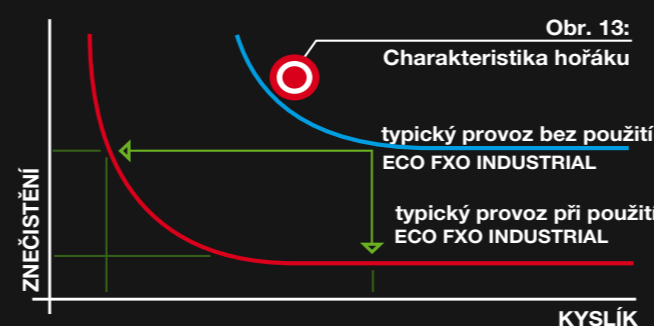 Obr. 13:
Charakteristika hořáku
typický provoz bez použití
ECO FXO INDUSTRIAL
typický provoz při použití
ECO FXO INDUSTRIAL
ZNEČISTĚNÍ
KYSLÍK